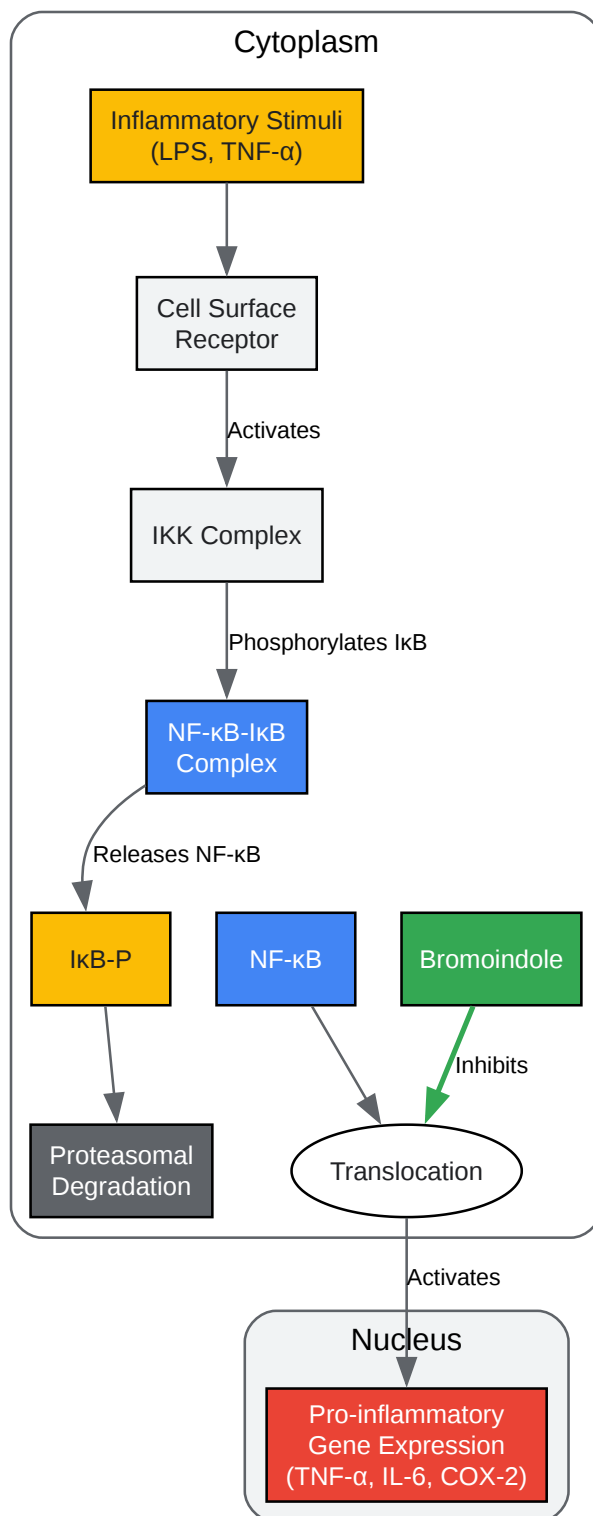 Cytoplasm
Inflammatory Stimuli
(LPS, TNF-α)
Cell Surface
Receptor
Activates
IKK Complex
Phosphorylates IκB
NF-κB-IκB
Complex
Releases NF-κB
IκB-P
NF-κB
Bromoindole
Inhibits
Proteasomal
Degradation
Translocation
Activates
Nucleus
Pro-inflammatory
Gene Expression
(TNF-α, IL-6, COX-2)